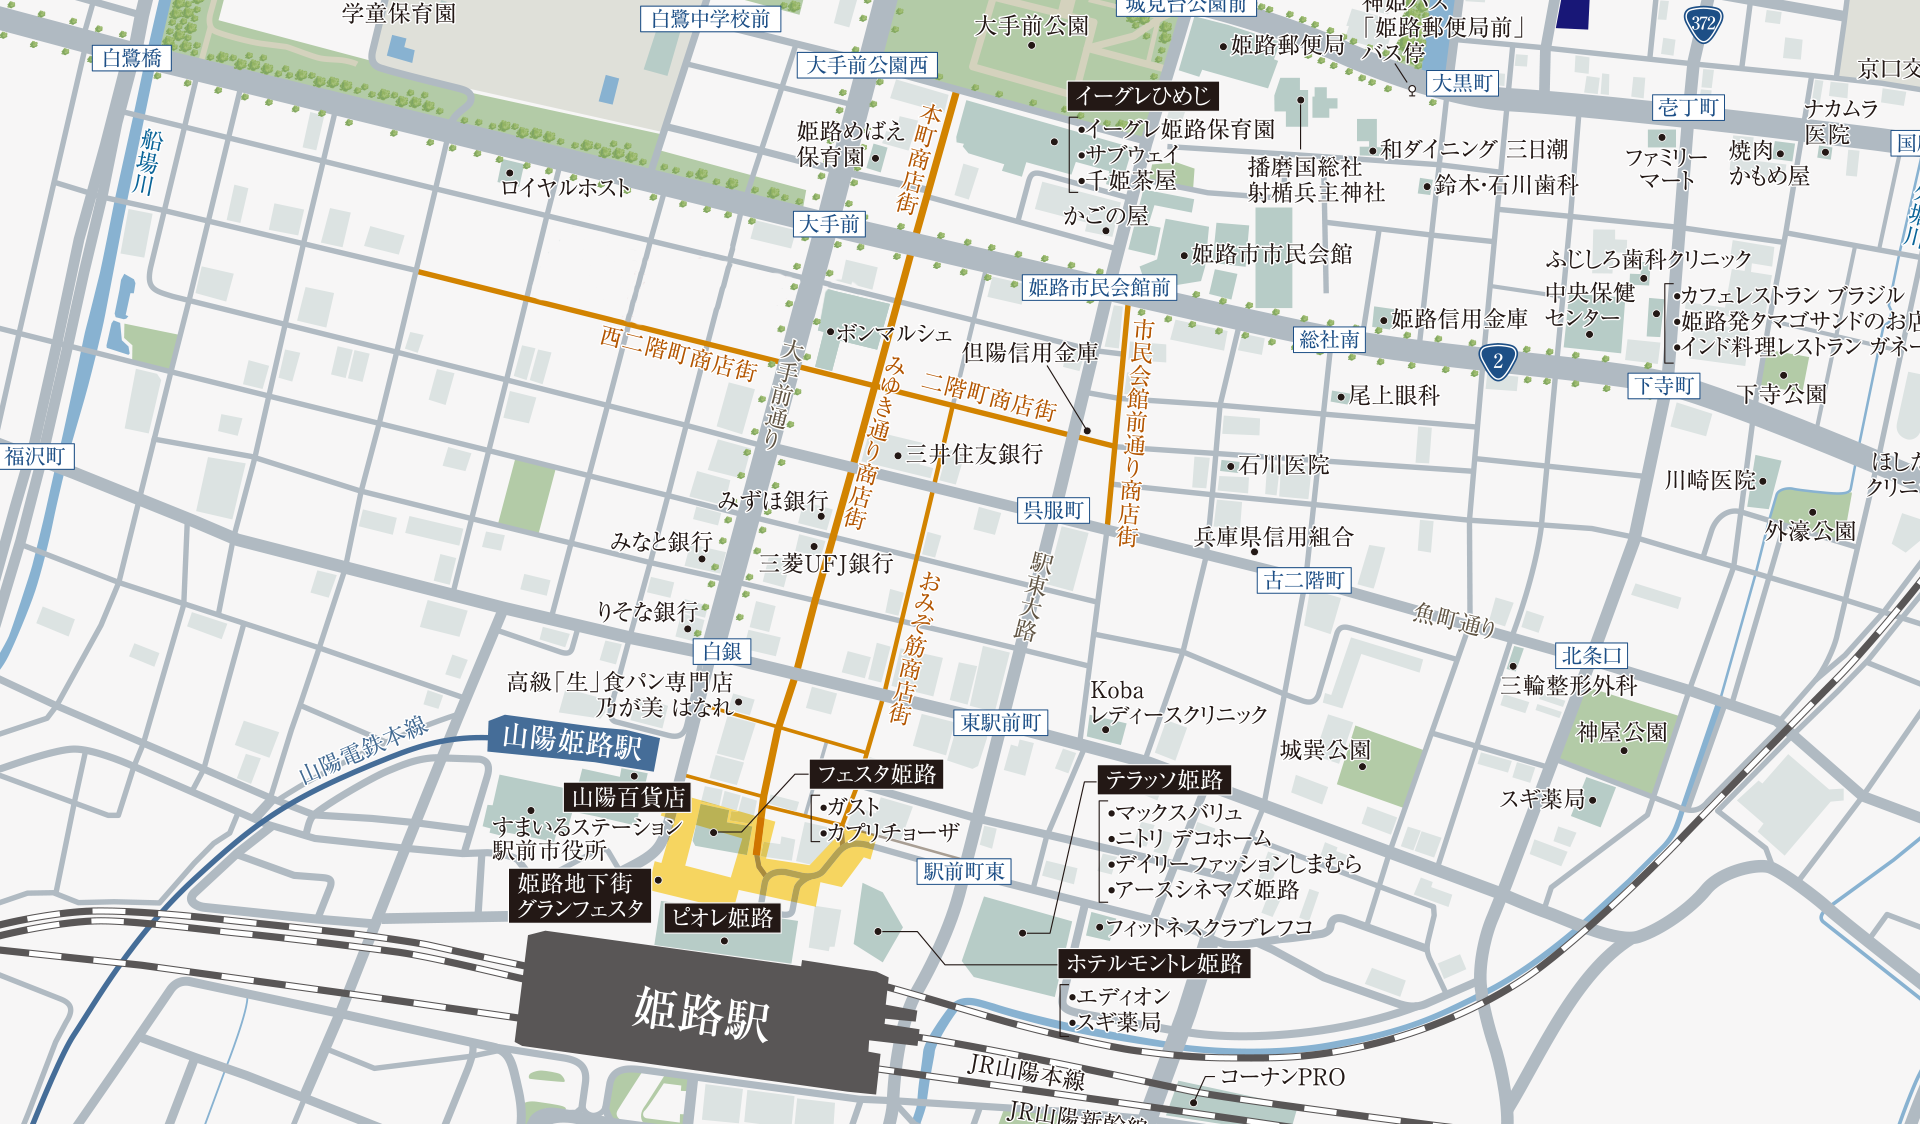 学童保育園
白鷺橋
白鷺中学校前
大手前公園西
大手前公園
城見台公園前
姫路郵便局
神姫バス
「姫路郵便局前」
バス停
大黒町
372
壱丁町
京口交
ナカムラ
医院
焼肉
かもめ屋
ファミリー
マート
船場川
ロイヤルホスト
姫路めばえ
保育園
本町商店街
イーグレひめじ
•イーグレ姫路保育園
•サブウェイ
•千姫茶屋
播磨国総社
射楯兵主神社
和ダイニング 三日潮
鈴木・石川歯科
かごの屋
大手前
姫路市市民会館
姫路市民会館前
総社南
姫路信用金庫
ふじしろ歯科クリニック
中央保健
センター
•カフェレストラン ブラジル
•姫路発タマゴサンドのお店
•インド料理レストラン ガネー
2
下寺町
下寺公園
尾上眼科
西二階町商店街
大手前通り
ボンマルシェ
みゆき通り商店街
二階町商店街
但陽信用金庫
市民会館前通り商店街
福沢町
三井住友銀行
石川医院
川崎医院
ほした
クリニ
外濠公園
みずほ銀行
みなと銀行
三菱UFJ銀行
呉服町
兵庫県信用組合
古二階町
駅東大路
おみぞ筋商店街
りそな銀行
白銀
魚町通り
北条口
三輪整形外科
神屋公園
高級「生」食パン専門店
乃が美 はなれ
東駅前町
Koba
レディースクリニック
城巽公園
スギ薬局
山陽電鉄本線
山陽姫路駅
山陽百貨店
すまいるステーション
駅前市役所
フェスタ姫路
•ガスト
•カプリチョーザ
テラッソ姫路
•マックスバリュ
•ニトリ デコホーム
•デイリーファッションしまむら
•アースシネマズ姫路
駅前町東
姫路地下街
グランフェスタ
ピオレ姫路
フィットネスクラブレフコ
ホテルモントレ姫路
•エディオン
•スギ薬局
姫路駅
JR山陽本線
JR山陽新幹線
コーナンPRO